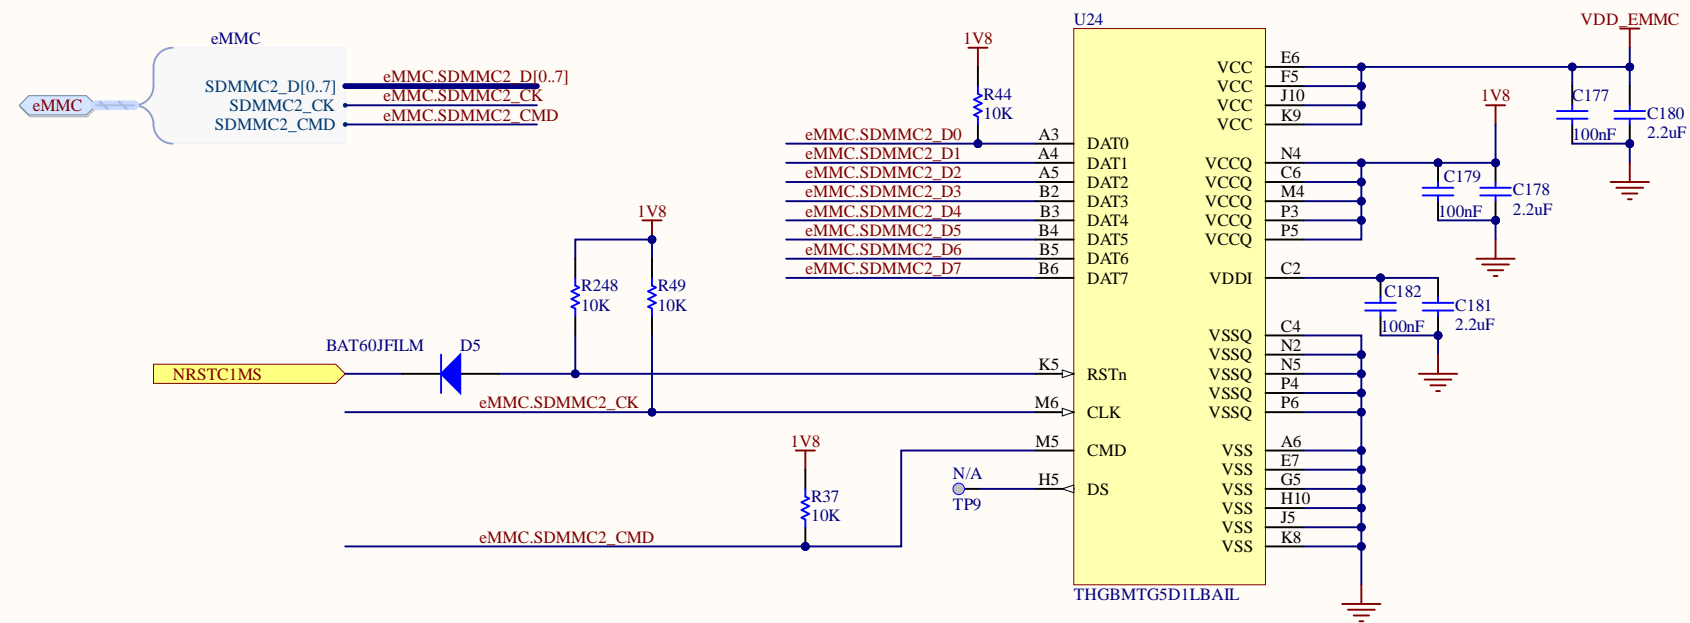 eMMC
SDMMC2_D[0..7]
SDMMC2_CK
SDMMC2_CMD
eMMC
eMMC.SDMMC2_D[0..7]
eMMC.SDMMC2_CK
eMMC.SDMMC2_CMD
1V8
R44
10K
eMMC.SDMMC2_D0
eMMC.SDMMC2_D1
eMMC.SDMMC2_D2
eMMC.SDMMC2_D3
eMMC.SDMMC2_D4
eMMC.SDMMC2_D5
eMMC.SDMMC2_D6
eMMC.SDMMC2_D7
A3
A4
A5
B2
B3
B4
B5
B6
1V8
R248
10K
R49
10K
BAT60JFILM
D5
NRSTC1MS
eMMC.SDMMC2_CK
K5
M6
1V8
R37
10K
eMMC.SDMMC2_CMD
M5
H5
N/A
TP9
U24
DAT0
DAT1
DAT2
DAT3
DAT4
DAT5
DAT6
DAT7
RSTn
CLK
CMD
DS
VCC
VCC
VCC
VCC
VCCQ
VCCQ
VCCQ
VCCQ
VCCQ
VDDI
VSSQ
VSSQ
VSSQ
VSSQ
VSSQ
VSS
VSS
VSS
VSS
VSS
VSS
THGBMTG5D1LBAIL
E6
F5
J10
K9
N4
C6
M4
P3
P5
C2
C4
N2
N5
P4
P6
A6
E7
G5
H10
J5
K8
VDD_EMMC
C177
100nF
C180
2.2uF
1V8
C179
100nF
C178
2.2uF
C182
100nF
C181
2.2uF